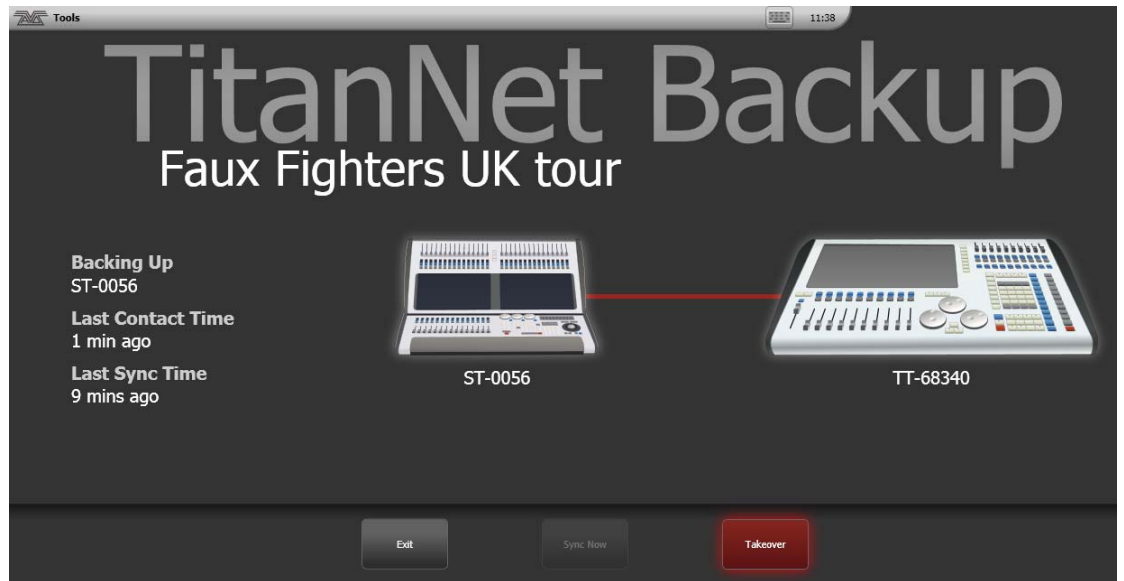 Tools
11:38
TitanNet Backup
Faux Fighters UK tour
Backing Up
ST-0056
Last Contact Time
1 min ago
Last Sync Time
9 mins ago
ST-0056
TT-68340
Exit
Sync Now
Takeover